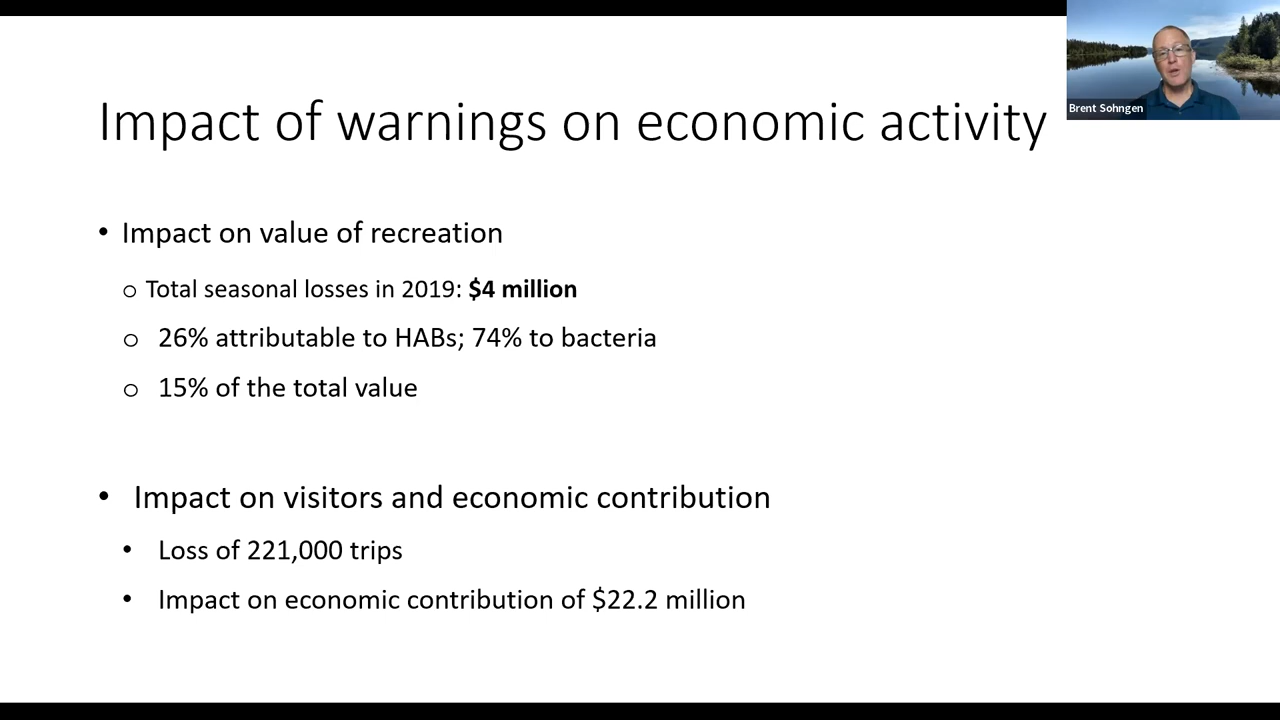 Impact of warnings on economic activity
Brent Sohngen
• Impact on value of recreation
o Total seasonal losses in 2019: $4 million
o 26% attributable to HABs; 74% to bacteria
o 15% of the total value
• Impact on visitors and economic contribution
• Loss of 221,000 trips
• Impact on economic contribution of $22.2 million